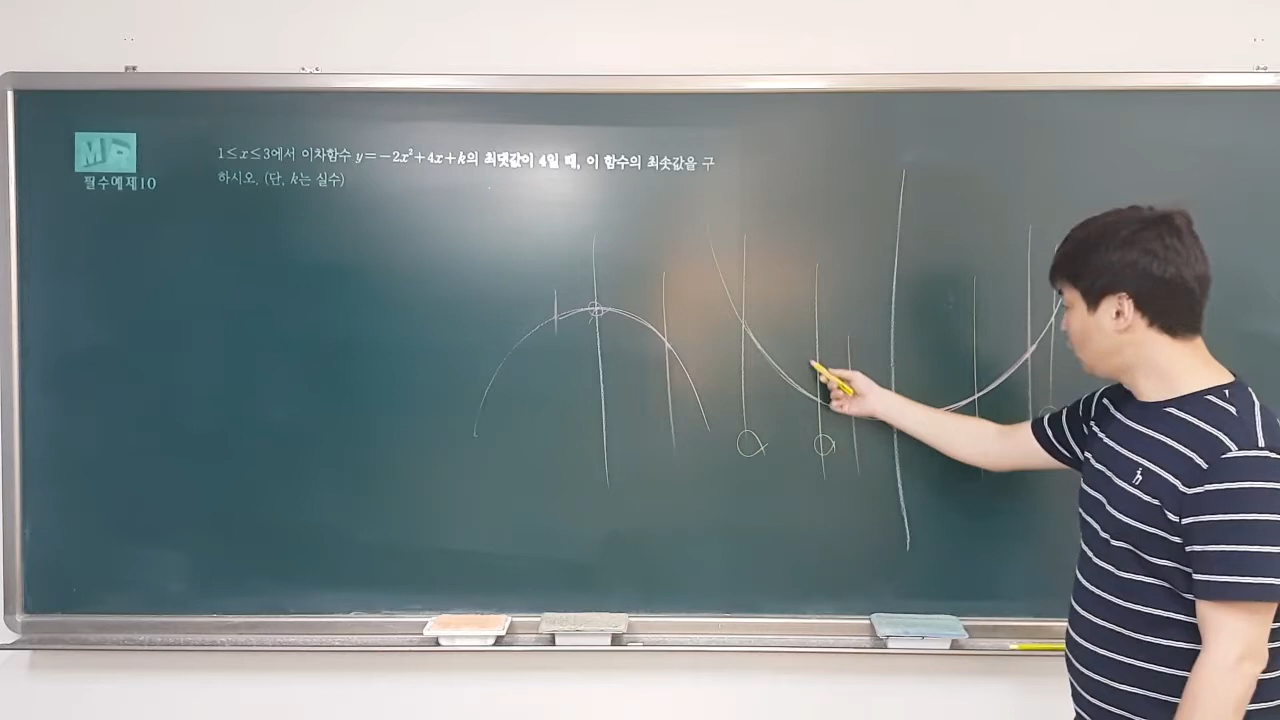 1≤x≤3에서 이차함수 y=-2x²+4x+k의 최댓값이 4일 때, 이 함수의 최솟값을 구
하시오. (단, k는 실수)
필수예제10